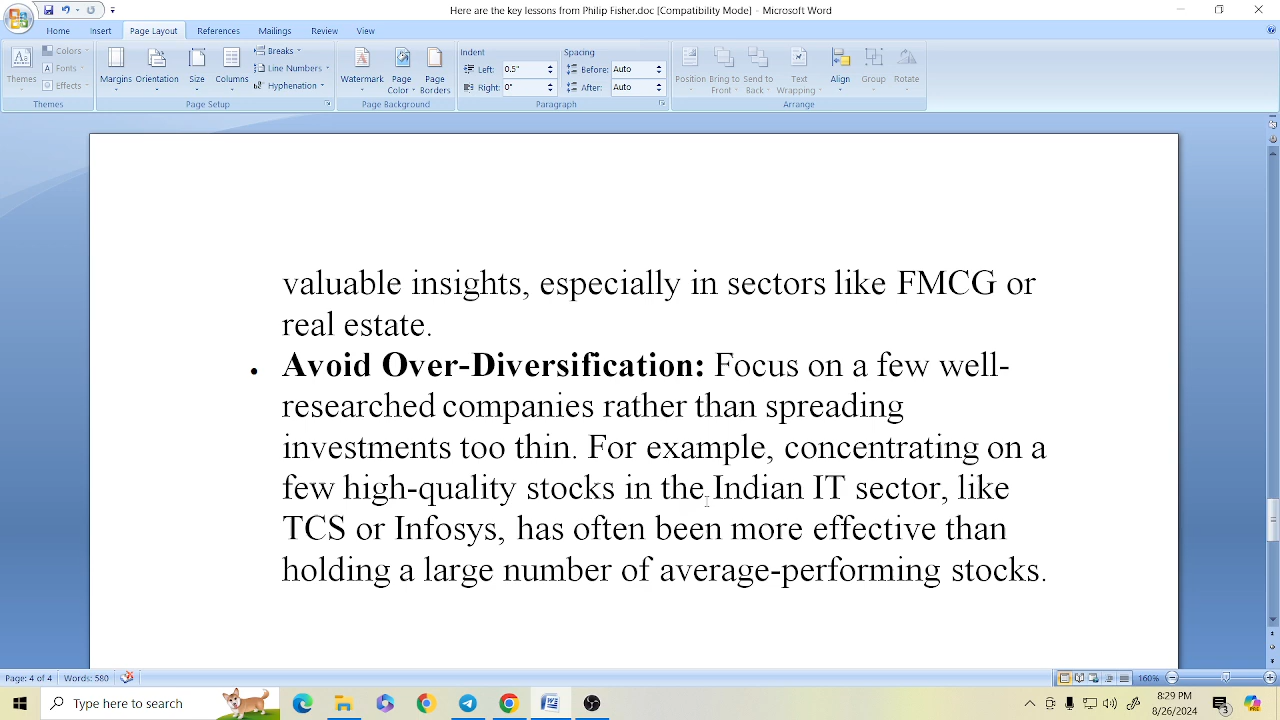 Here are the key lessons from Philip Fisher.doc [Compatibility Mode] - Microsoft Word
Home Insert Page Layout References Mailings Review View
Themes Colors Fonts Effects
Margins Orientation Size Columns Breaks Line Numbers Hyphenation
Watermark Page Color Page Borders
Indent Spacing
Left: 0.5" Before: Auto
Right: 0" After: Auto
Position Bring to Front Send to Back Text Wrapping Align Group Rotate
Themes Page Setup Page Background Paragraph Arrange
valuable insights, especially in sectors like FMCG or
real estate.
• Avoid Over-Diversification: Focus on a few well-
researched companies rather than spreading
investments too thin. For example, concentrating on a
few high-quality stocks in the Indian IT sector, like
TCS or Infosys, has often been more effective than
holding a large number of average-performing stocks.
Page: 4 of 4 Words: 580 160%
Type here to search 8:29 PM
8/26/2024 3